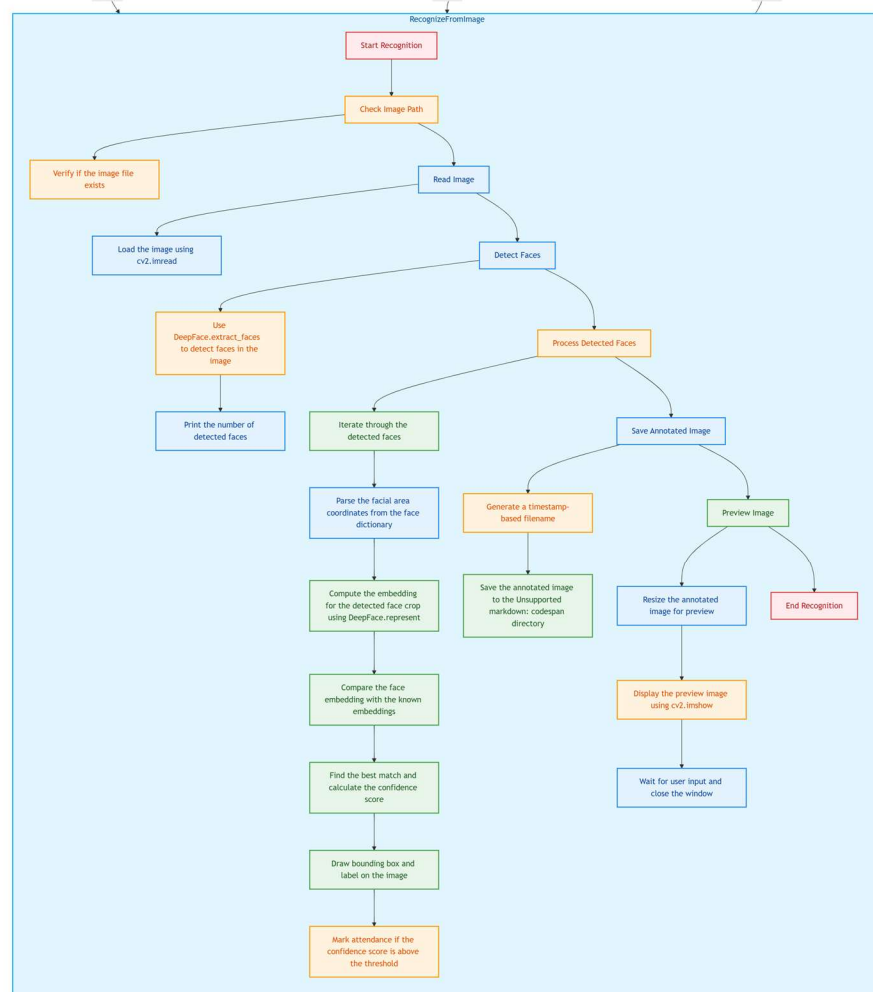 RecognizeFromImage
Start Recognition
Check Image Path
Verify if the image file
exists
Read Image
Load the image using
cv2.imread
Detect Faces
Use
DeepFace.extract_faces
to detect faces in the
image
Process Detected Faces
Print the number of
detected faces
Iterate through the
detected faces
Save Annotated Image
Parse the facial area
coordinates from the face
dictionary
Generate a timestamp-
based filename
Preview Image
Compute the embedding
for the detected face crop
using DeepFace.represent
Save the annotated image
to the Unsupported
markdown: codespan
directory
Resize the annotated
image for preview
End Recognition
Compare the face
embedding with the known
embeddings
Display the preview image
using cv2.imshow
Find the best match and
calculate the confidence
score
Wait for user input and
close the window
Draw bounding box and
label on the image
Mark attendance if the
confidence score is above
the threshold